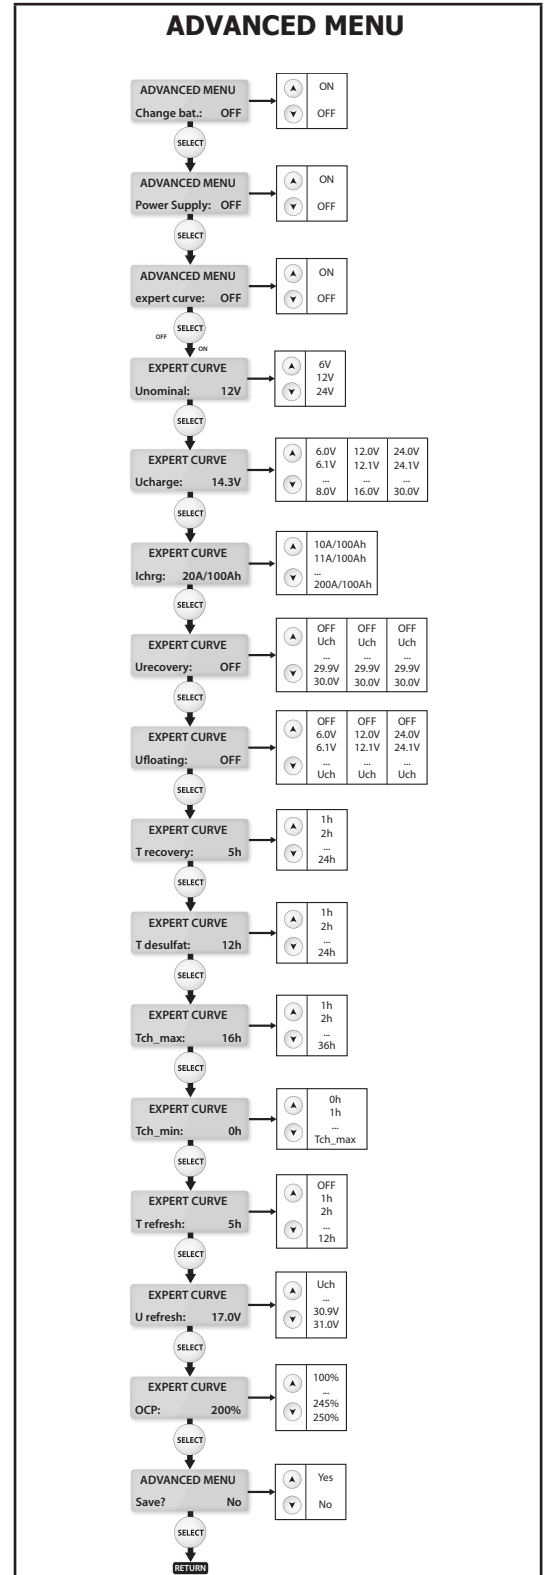 ADVANCED MENU
ADVANCED MENU
Change bat.: OFF
ON
OFF
SELECT
ADVANCED MENU
Power Supply: OFF
ON
OFF
SELECT
ADVANCED MENU
expert curve: OFF
ON
OFF
SELECT
OFF
ON
EXPERT CURVE
Unominal: 12V
6V
12V
24V
SELECT
EXPERT CURVE
Ucharge: 14.3V
6.0V 12.0V 24.0V
6.1V 12.1V 24.1V
... ... ...
8.0V 16.0V 30.0V
SELECT
EXPERT CURVE
Ichrg: 20A/100Ah
10A/100Ah
11A/100Ah
...
200A/100Ah
SELECT
EXPERT CURVE
Urecovery: OFF
OFF OFF OFF
Uch Uch Uch
... ... ...
29.9V 29.9V 29.9V
30.0V 30.0V 30.0V
SELECT
EXPERT CURVE
Ufloating: OFF
OFF OFF OFF
6.0V 12.0V 24.0V
6.1V 12.1V 24.1V
... ... ...
Uch Uch Uch
SELECT
EXPERT CURVE
T recovery: 5h
1h
2h
...
24h
SELECT
EXPERT CURVE
T desulfat: 12h
1h
2h
...
24h
SELECT
EXPERT CURVE
Tch_max: 16h
1h
2h
...
36h
SELECT
EXPERT CURVE
Tch_min: 0h
0h
1h
...
Tch_max
SELECT
EXPERT CURVE
T refresh: 5h
OFF
1h
2h
...
12h
SELECT
EXPERT CURVE
U refresh: 17.0V
Uch
...
30.9V
31.0V
SELECT
EXPERT CURVE
OCP: 200%
100%
...
245%
250%
SELECT
ADVANCED MENU
Save? No
Yes
No
SELECT
RETURN